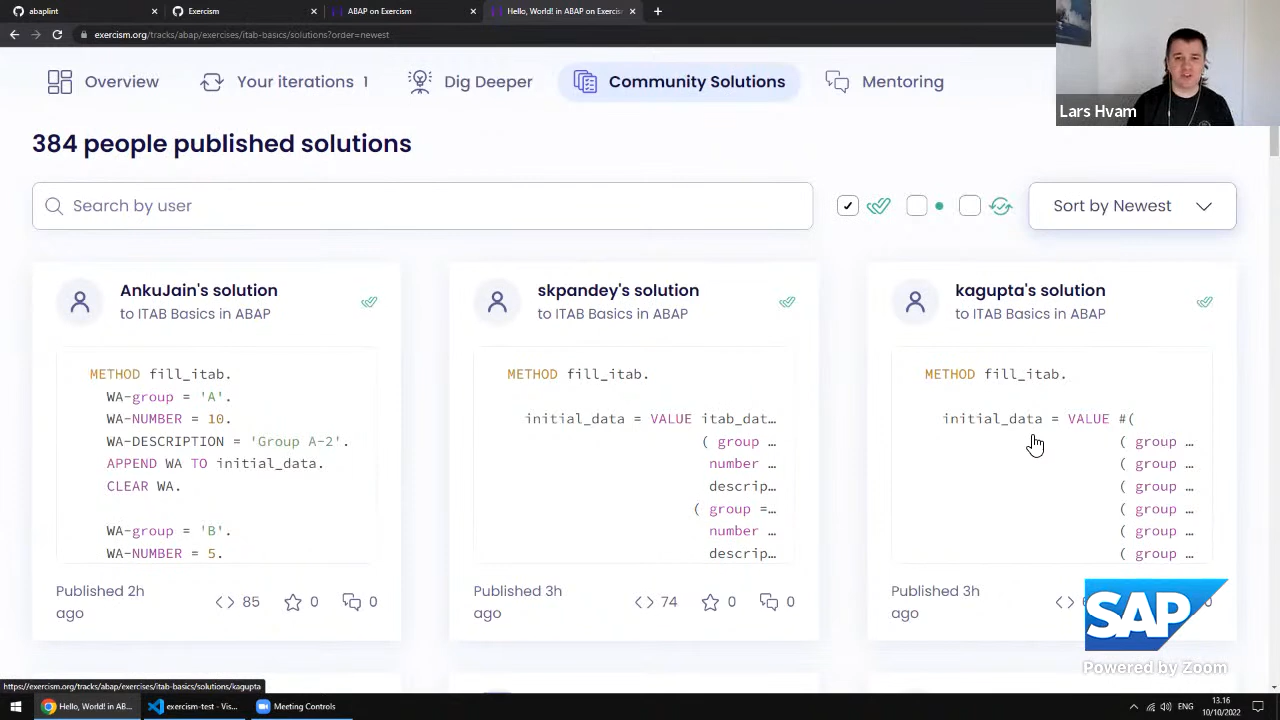 abaplint
Exercism
ABAP on Exercism
Hello, World! in ABAP on Exercis
exercism.org/tracks/abap/exercises/itab-basics/solutions?order=newest
Overview
Your iterations 1
Dig Deeper
Community Solutions
Mentoring
Lars Hvam
384 people published solutions
Search by user
Sort by Newest
AnkuJain's solution
to ITAB Basics in ABAP
METHOD fill_itab.
WA-group = 'A'.
WA-NUMBER = 10.
WA-DESCRIPTION = 'Group A-2'.
APPEND WA TO initial_data.
CLEAR WA.
WA-group = 'B'.
WA-NUMBER = 5.
Published 2h
ago
85
0
0
skpandey's solution
to ITAB Basics in ABAP
METHOD fill_itab.
initial_data = VALUE itab_dat…
( group …
number …
descrip…
( group =…
number …
descrip…
Published 3h
ago
74
0
0
kagupta's solution
to ITAB Basics in ABAP
METHOD fill_itab.
initial_data = VALUE #(
( group …
( group …
( group …
( group …
( group …
( group …
Published 3h
ago
SAP
Powered by Zoom
https://exercism.org/tracks/abap/exercises/itab-basics/solutions/kagupta
Hello, World! in AB...
exercism-test - Vis...
Meeting Controls
ENG
13.16
10/10/2022